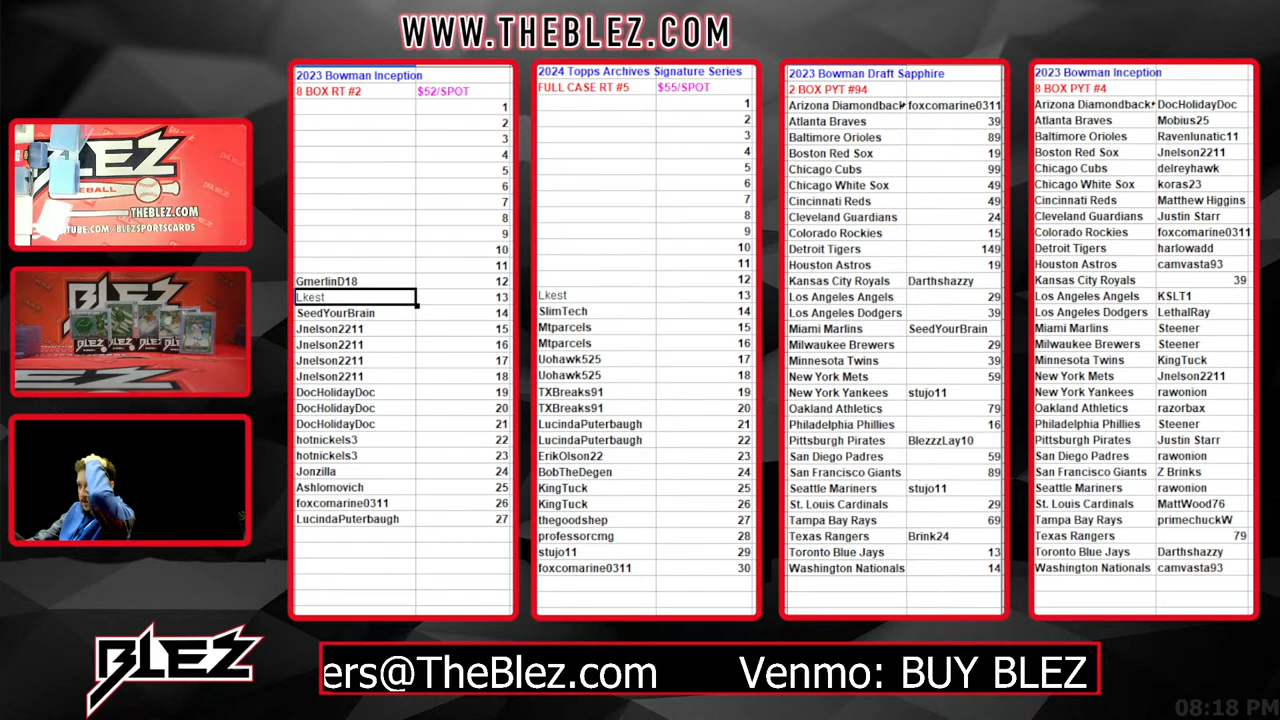 WWW.THEBLEZ.COM
2023 Bowman Inception
8 BOX RT #2 $52/SPOT
1
2
3
4
5
6
7
8
9
10
11
GmerlinD18 12
Lkest 13
SeedYourBrain 14
Jnelson2211 15
Jnelson2211 16
Jnelson2211 17
Jnelson2211 18
DocHolidayDoc 19
DocHolidayDoc 20
DocHolidayDoc 21
hotnickels3 22
hotnickels3 23
Jonzilla 24
Ashlomovich 25
foxcomarine0311 26
LucindaPuterbaugh 27
2024 Topps Archives Signature Series
FULL CASE RT #5 $55/SPOT
1
2
3
4
5
6
7
8
9
10
11
12
Lkest 13
SlimTech 14
Mtparcels 15
Mtparcels 16
Uohawk525 17
Uohawk525 18
TXBreaks91 19
TXBreaks91 20
LucindaPuterbaugh 21
LucindaPuterbaugh 22
ErikOlson22 23
BobTheDegen 24
KingTuck 25
KingTuck 26
thegoodshep 27
professorcmg 28
stujo11 29
foxcomarine0311 30
2023 Bowman Draft Sapphire
2 BOX PYT #94
Arizona Diamondback foxcomarine0311
Atlanta Braves 39
Baltimore Orioles 89
Boston Red Sox 19
Chicago Cubs 99
Chicago White Sox 49
Cincinnati Reds 49
Cleveland Guardians 24
Colorado Rockies 15
Detroit Tigers 149
Houston Astros 19
Kansas City Royals Darthshazzy
Los Angeles Angels 29
Los Angeles Dodgers 39
Miami Marlins SeedYourBrain
Milwaukee Brewers 29
Minnesota Twins 39
New York Mets 59
New York Yankees stujo11
Oakland Athletics 79
Philadelphia Phillies 16
Pittsburgh Pirates BlezzzLay10
San Diego Padres 59
San Francisco Giants 89
Seattle Mariners stujo11
St. Louis Cardinals 29
Tampa Bay Rays 69
Texas Rangers Brink24
Toronto Blue Jays 13
Washington Nationals 14
2023 Bowman Inception
8 BOX PYT #4
Arizona Diamondback DocHolidayDoc
Atlanta Braves Mobius25
Baltimore Orioles Ravenlunatic11
Boston Red Sox Jnelson2211
Chicago Cubs delreyhawk
Chicago White Sox koras23
Cincinnati Reds Matthew Higgins
Cleveland Guardians Justin Starr
Colorado Rockies foxcomarine0311
Detroit Tigers harlowadd
Houston Astros camvasta93
Kansas City Royals 39
Los Angeles Angels KSLT1
Los Angeles Dodgers LethalRay
Miami Marlins Steener
Milwaukee Brewers Steener
Minnesota Twins KingTuck
New York Mets Jnelson2211
New York Yankees rawonion
Oakland Athletics razorbax
Philadelphia Phillies Steener
Pittsburgh Pirates Justin Starr
San Diego Padres rawonion
San Francisco Giants Z Brinks
Seattle Mariners rawonion
St. Louis Cardinals MattWood76
Tampa Bay Rays primechuckW
Texas Rangers 79
Toronto Blue Jays Darthshazzy
Washington Nationals camvasta93
BLEZ
THEBLEZ.COM
BLEZ
BLEZ
ers@TheBlez.com Venmo: BUY BLEZ
08:18 PM